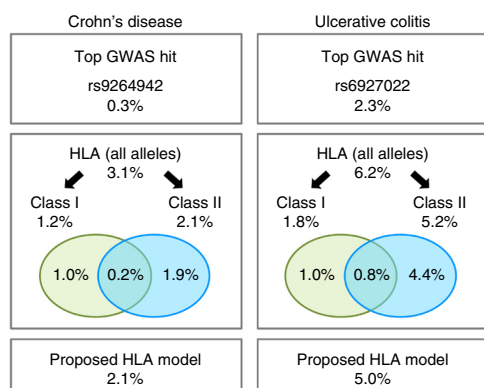 Crohn's disease
Top GWAS hit
rs9264942
0.3%
HLA (all alleles)
3.1%
Class I
1.2%
Class II
2.1%
1.0%
0.2%
1.9%
Proposed HLA model
2.1%
Ulcerative colitis
Top GWAS hit
rs6927022
2.3%
HLA (all alleles)
6.2%
Class I
1.8%
Class II
5.2%
1.0%
0.8%
4.4%
Proposed HLA model
5.0%